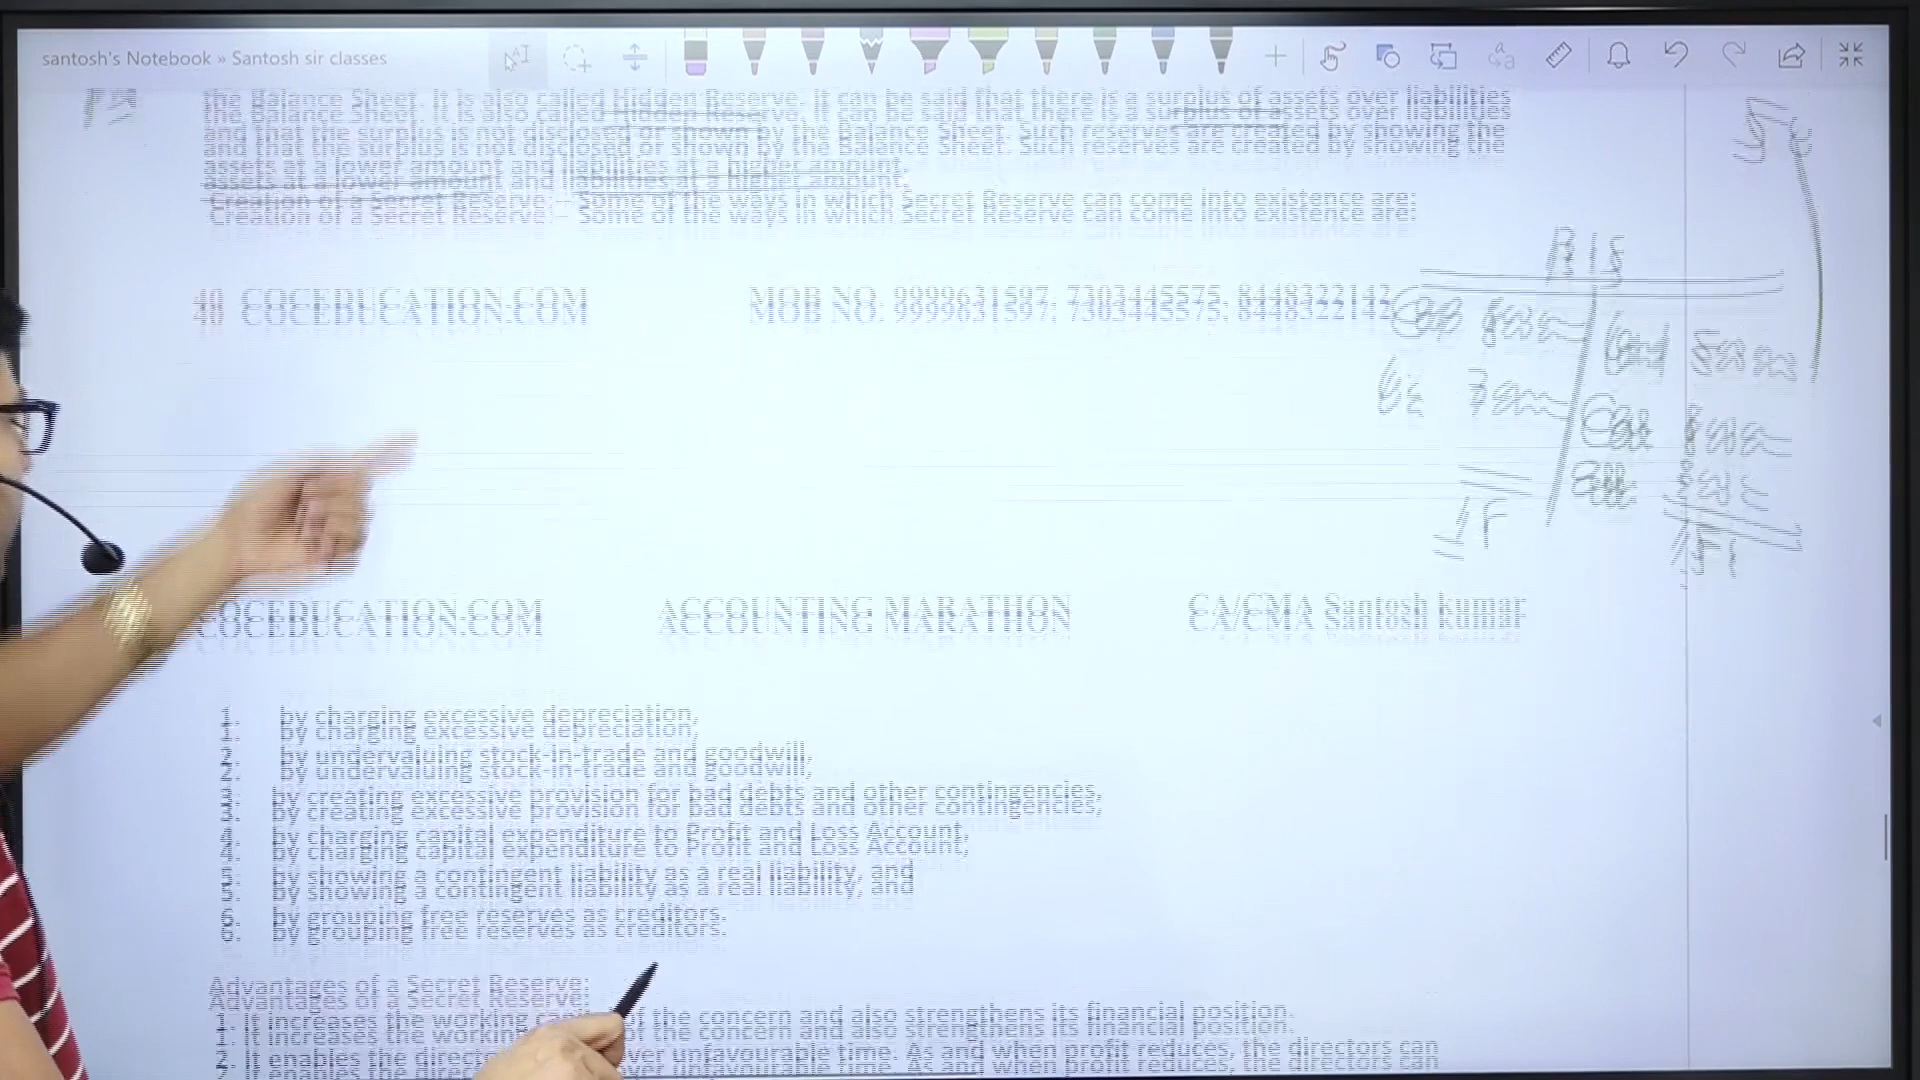 santosh's Notebook » Santosh sir classes
the Balance Sheet. It is also called Hidden Reserve. It can be said that there is a surplus of assets over liabilities
and that the surplus is not disclosed or shown by the Balance Sheet. Such reserves are created by showing the
assets at a lower amount and liabilities at a higher amount.
Creation of a Secret Reserve: Some of the ways in which Secret Reserve can come into existence are:
B/S
40 COCEDUCATION.COM MOB NO: 9999631597; 7303445575; 8448322142
COCEDUCATION.COM ACCOUNTING MARATHON CA/CMA Santosh kumar
1. by charging excessive depreciation;
2. by undervaluing stock-in-trade and goodwill;
3. by creating excessive provision for bad debts and other contingencies;
4. by charging capital expenditure to Profit and Loss Account;
5. by showing a contingent liability as a real liability; and
6. by grouping free reserves as creditors.
Advantages of a Secret Reserve:
1. It increases the working of the concern and also strengthens its financial position.
2. It enables the unfavourable time. As and when profit reduces, the directors can